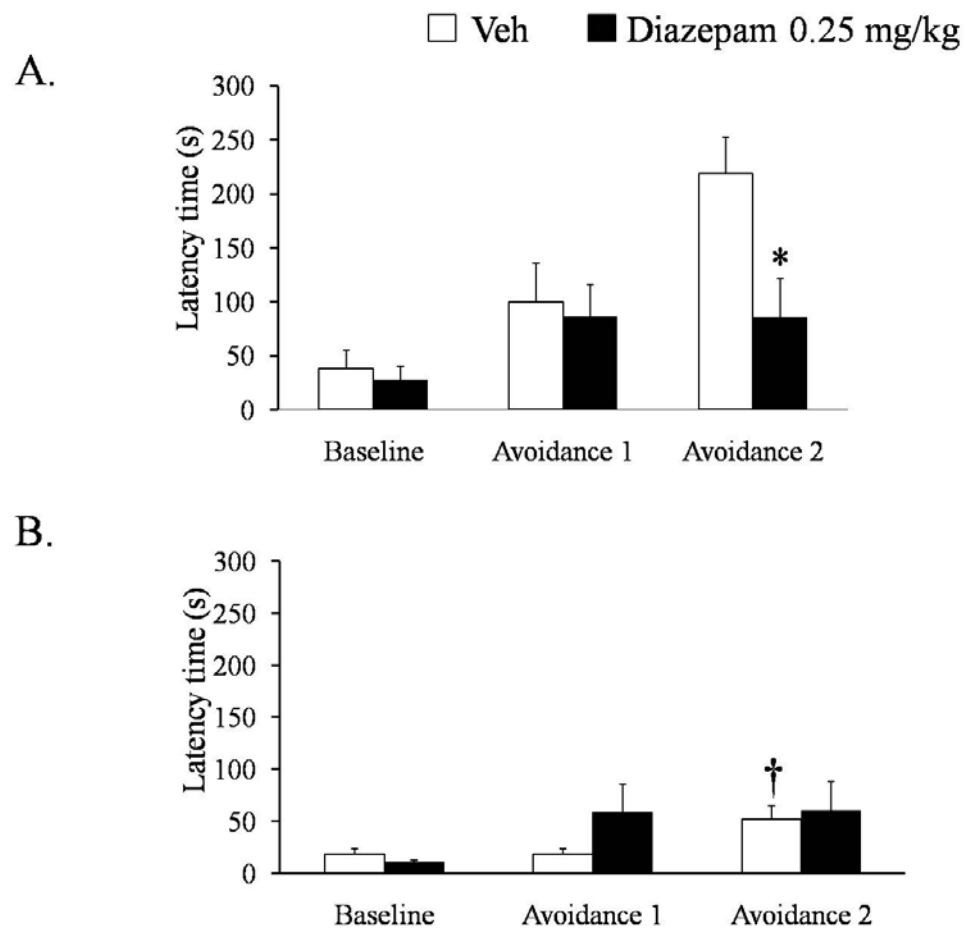 Veh Diazepam 0.25 mg/kg
A.
Latency time (s)
300
250
200
150
100
50
0
*
Baseline Avoidance 1 Avoidance 2
B.
Latency time (s)
300
250
200
150
100
50
0
†
Baseline Avoidance 1 Avoidance 2